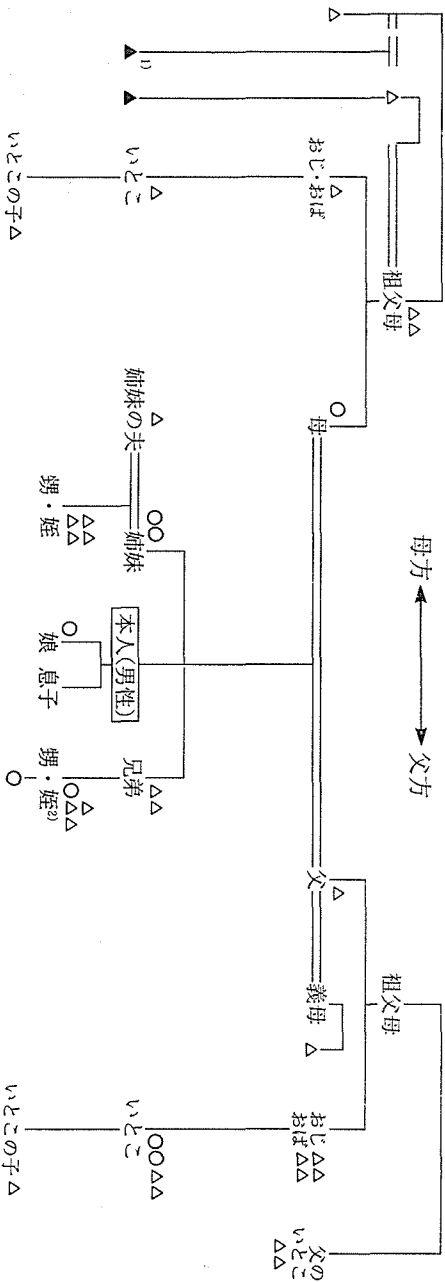 母方 ↔ 父方
△
▲ 1)
▲ △
祖父母 △△
おじ・おば △
いとこ △
いとこの子 △
母 ○
父 △
義母 △
祖父母
おじ △△
おば △△
父の
いとこ
△△
いとこ ○○△△
いとこの子 △
姉妹の夫 △
姉妹 ○○
甥・姪 △△△△
本人(男性)
娘 ○
息子
兄弟 △△
甥・姪2) ○△△△
○